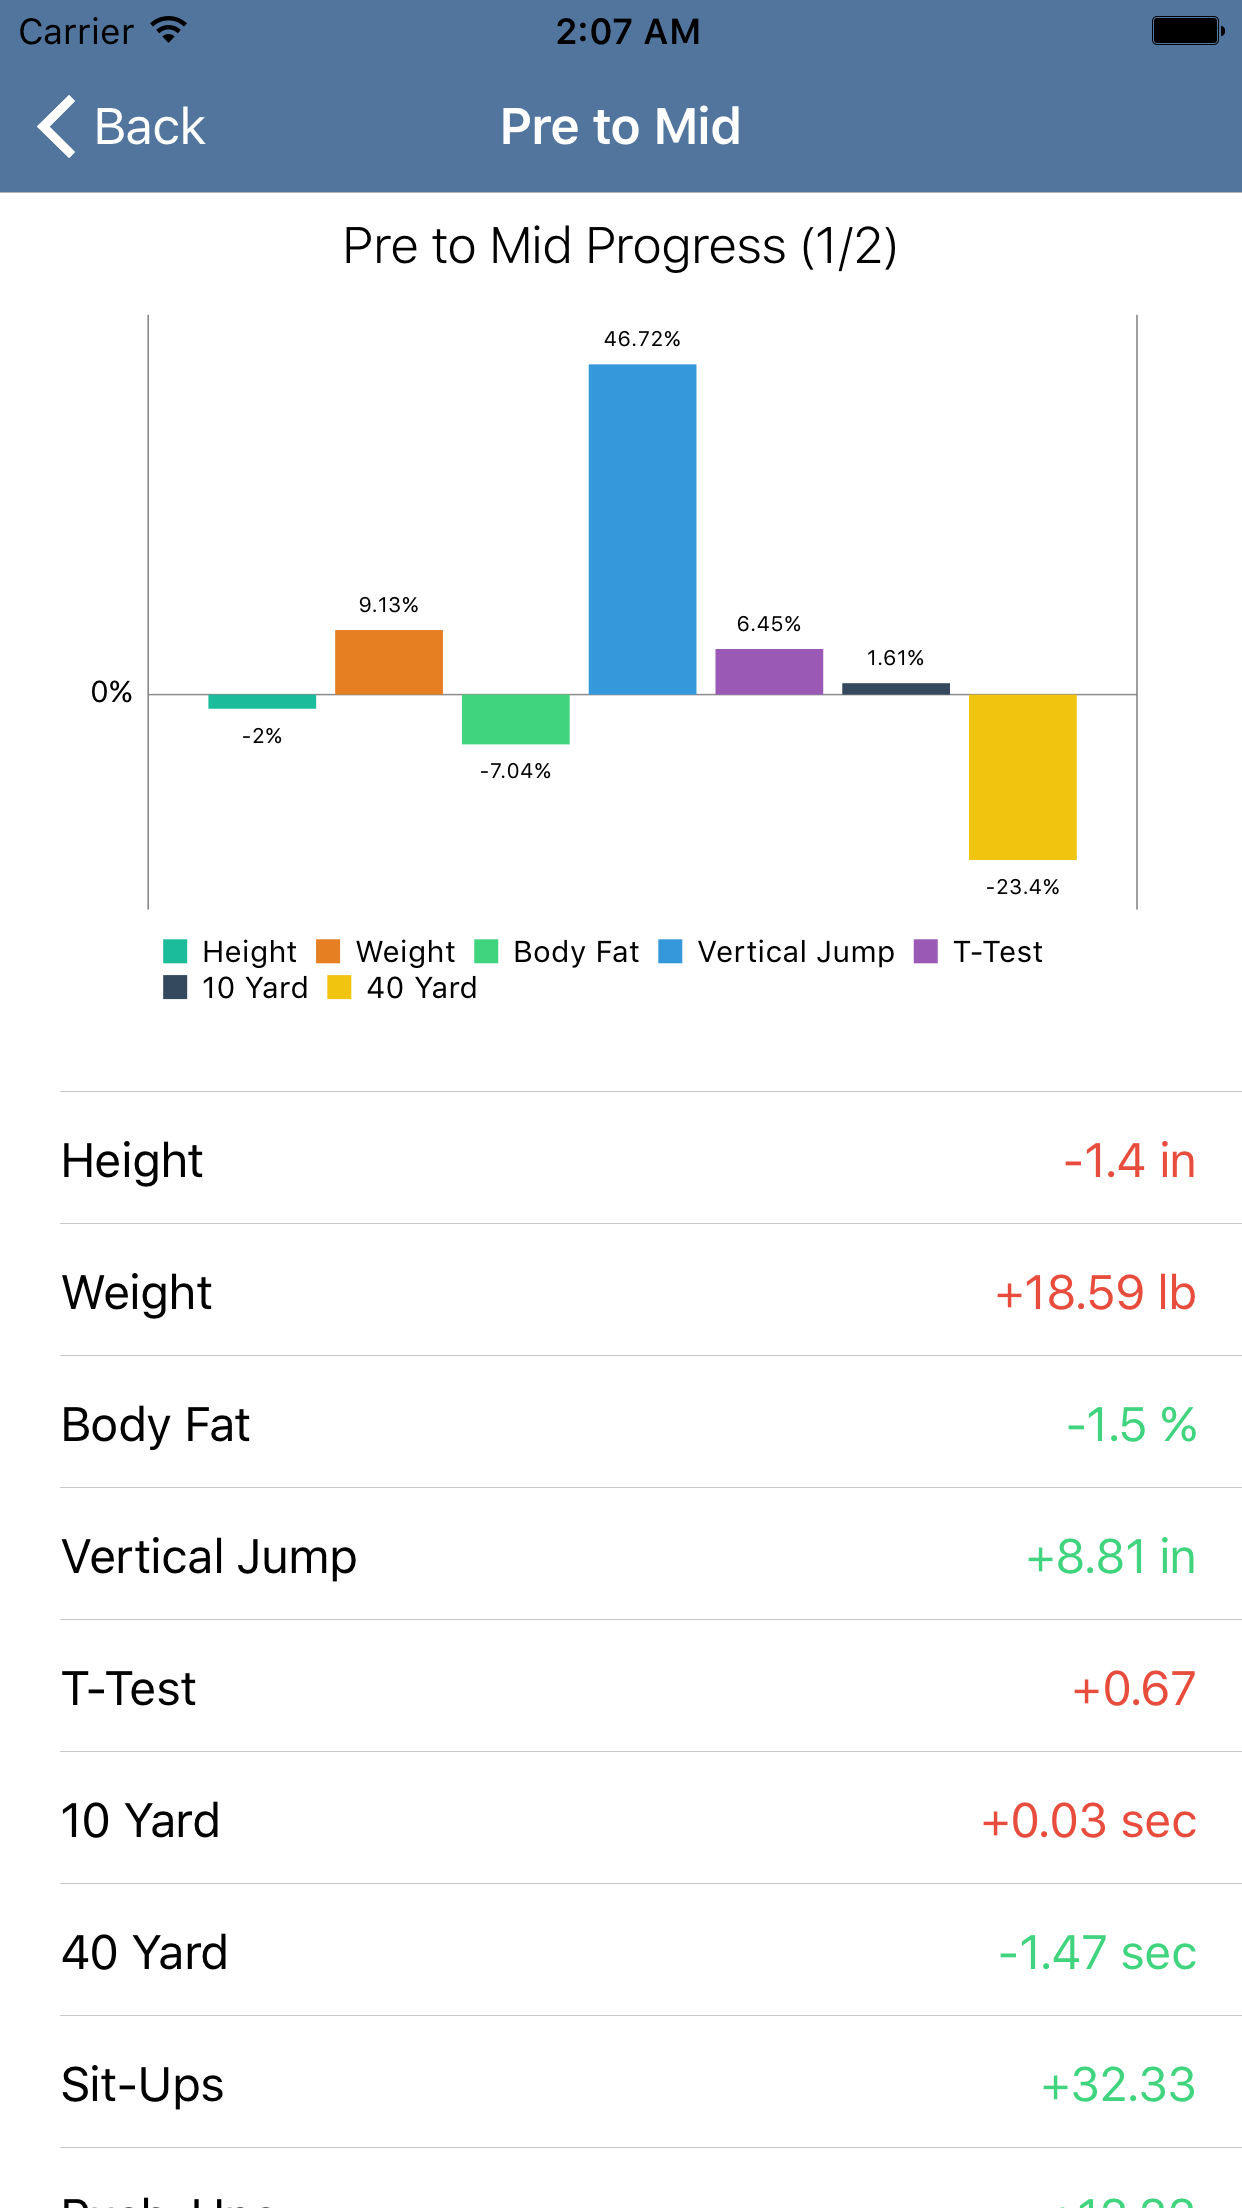 Carrier 2:07 AM
Back Pre to Mid
Pre to Mid Progress (1/2)
46.72%
9.13%
6.45%
1.61%
0%
-2%
-7.04%
-23.4%
Height Weight Body Fat Vertical Jump T-Test
10 Yard 40 Yard
Height -1.4 in
Weight +18.59 lb
Body Fat -1.5 %
Vertical Jump +8.81 in
T-Test +0.67
10 Yard +0.03 sec
40 Yard -1.47 sec
Sit-Ups +32.33